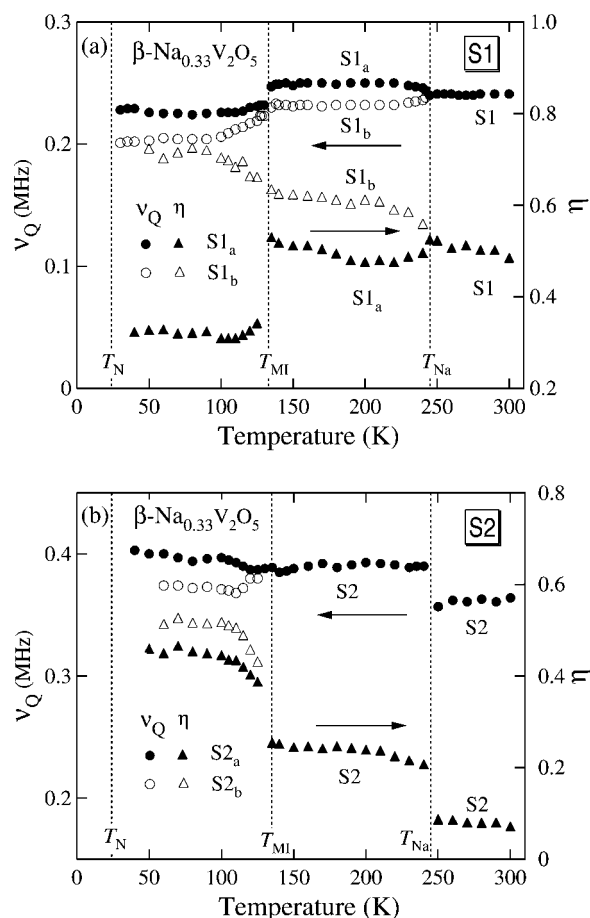 (a)
β-Na0.33V2O5
S1
S1a
S1b
S1
S1b
νQ η
S1a
S1b
S1a
S1
TN
TMI
TNa
0.3
0.2
0.1
0
1.0
0.8
0.6
0.4
0.2
νQ (MHz)
η
0 50 100 150 200 250 300
Temperature (K)
(b)
β-Na0.33V2O5
S2
S2
S2
νQ η
S2a
S2b
S2
S2
TN
TMI
TNa
0.4
0.3
0.2
0.8
0.6
0.4
0.2
0
νQ (MHz)
η
0 50 100 150 200 250 300
Temperature (K)